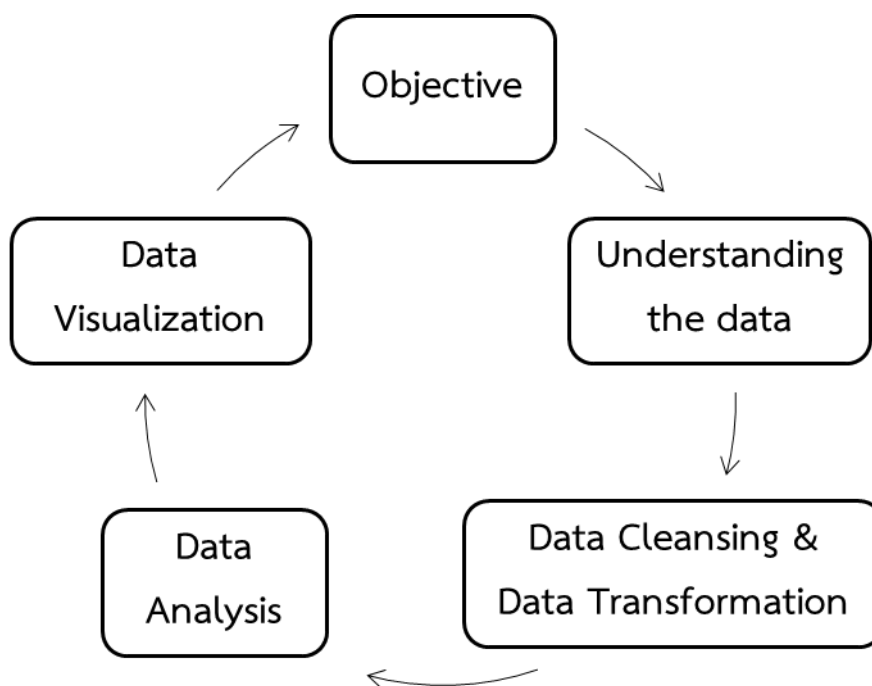 Objective
Understanding
the data
Data Cleansing &
Data Transformation
Data
Analysis
Data
Visualization